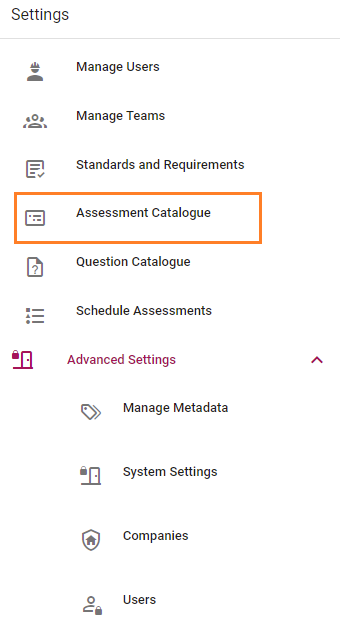 Settings
Manage Users
Manage Teams
Standards and Requirements
Assessment Catalogue
Question Catalogue
Schedule Assessments
Advanced Settings
Manage Metadata
System Settings
Companies
Users